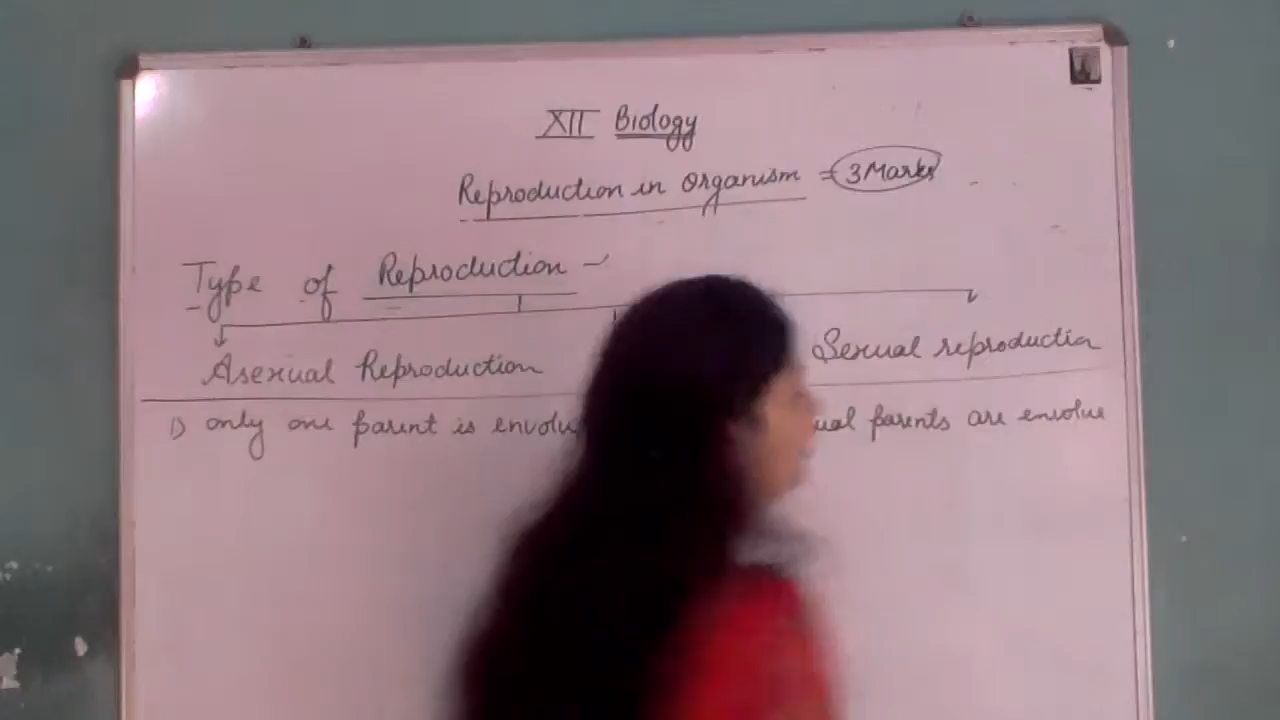 XII Biology
Reproduction in Organism = 3 Marks
Type of Reproduction -
Asexual Reproduction
Sexual reproduction
1) only one parent is
parents are envolue